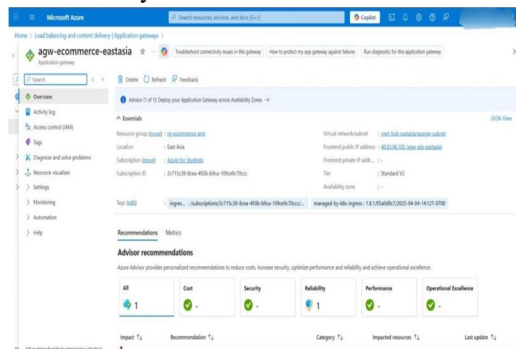 Microsoft Azure
Search resources, services, and docs (G+/)
Copilot
Home > Load balancing and content delivery | Application gateways >
agw-ecommerce-eastasia
Application gateway
Troubleshoot connectivity issues in this gateway
How to protect my app gateway against failures
Run diagnostic for this application gateway
Search
Delete
Refresh
Feedback
Overview
Activity log
Access control (IAM)
Tags
Diagnose and solve problems
Resource visualizer
Settings
Monitoring
Automation
Help
Advisor (1 of 1): Deploy your Application Gateway across Availability Zones →
Essentials
JSON View
Resource group (move) : rg-ecommerce-arm
Location : East Asia
Subscription (move) : Azure for Students
Subscription ID
Virtual network/subnet
Frontend public IP address
Frontend private IP addr... : -
Tier : Standard V2
Availability zone : -
Tags (edit)
Recommendations
Metrics
Advisor recommendations
Azure Advisor provides personalized recommendations to reduce costs, increase security, optimize performance and reliability and achieve operational excellence.
All
1
Cost
-
Security
-
Reliability
1
Performance
-
Operational Excellence
-
Impact ↑↓
Recommendation ↑↓
Category ↑↓
Impacted resources ↑↓
Last update ↑↓